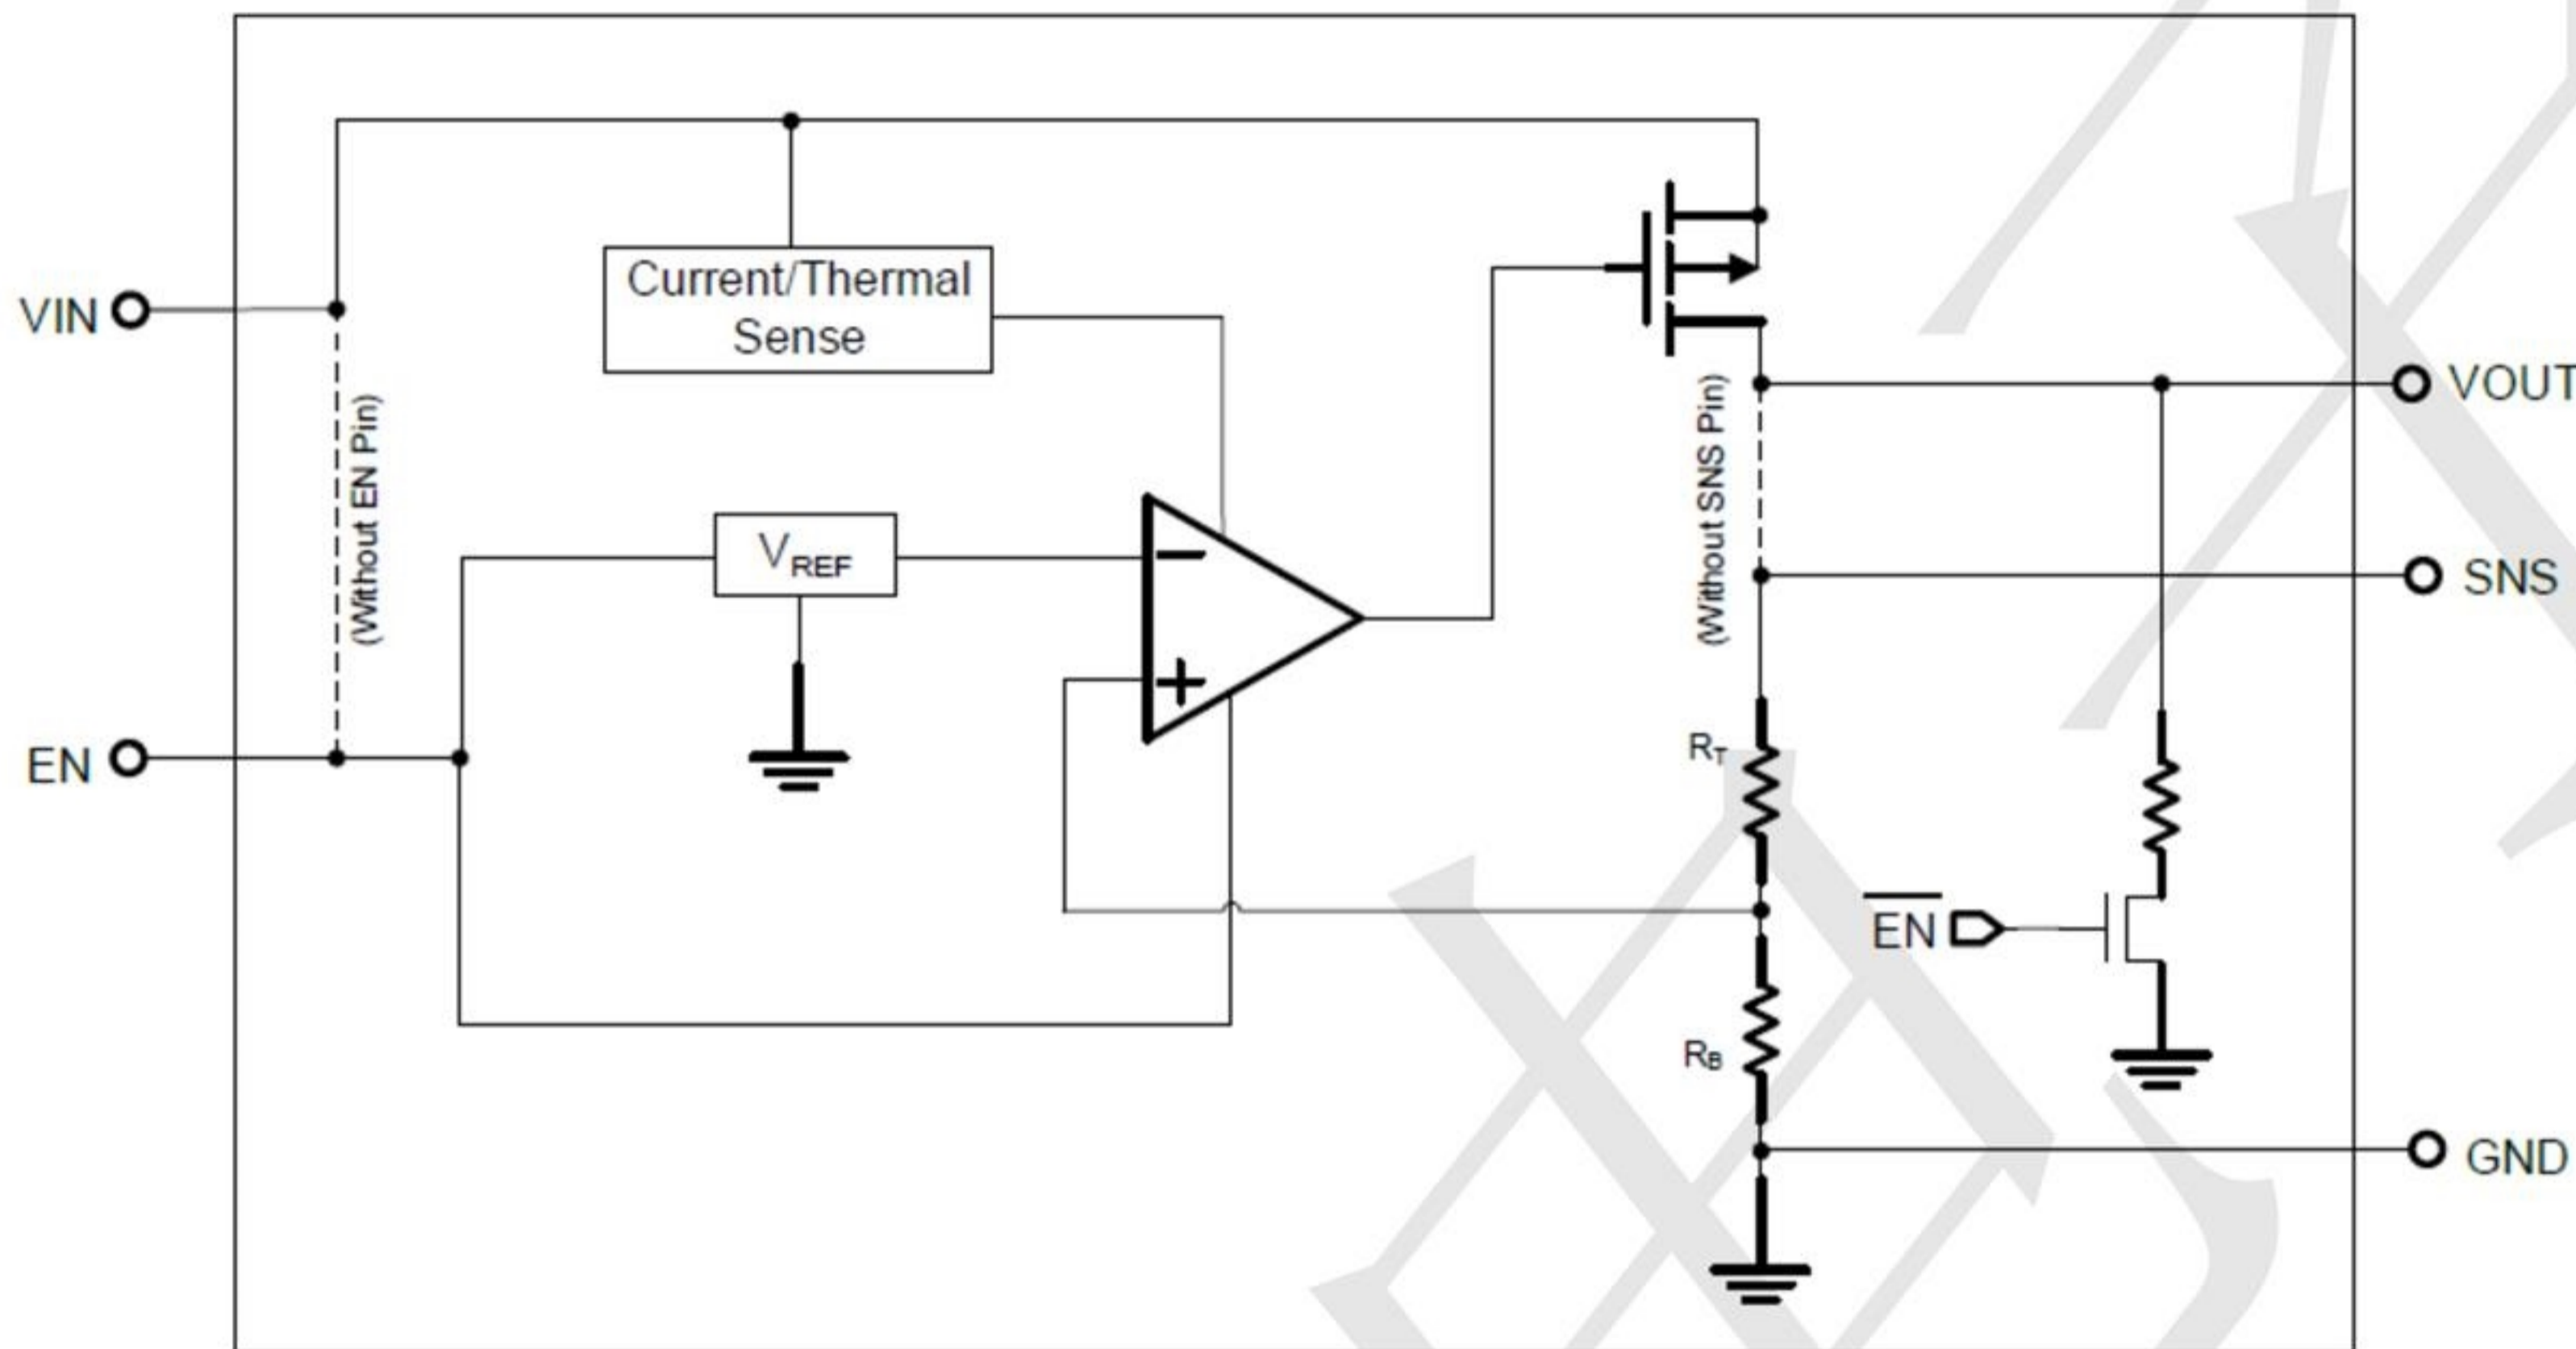 Current/Thermal
Sense
VIN
(Without EN Pin)
(Without SNS Pin)
VOUT
VREF
SNS
EN
RT
EN
RB
GND